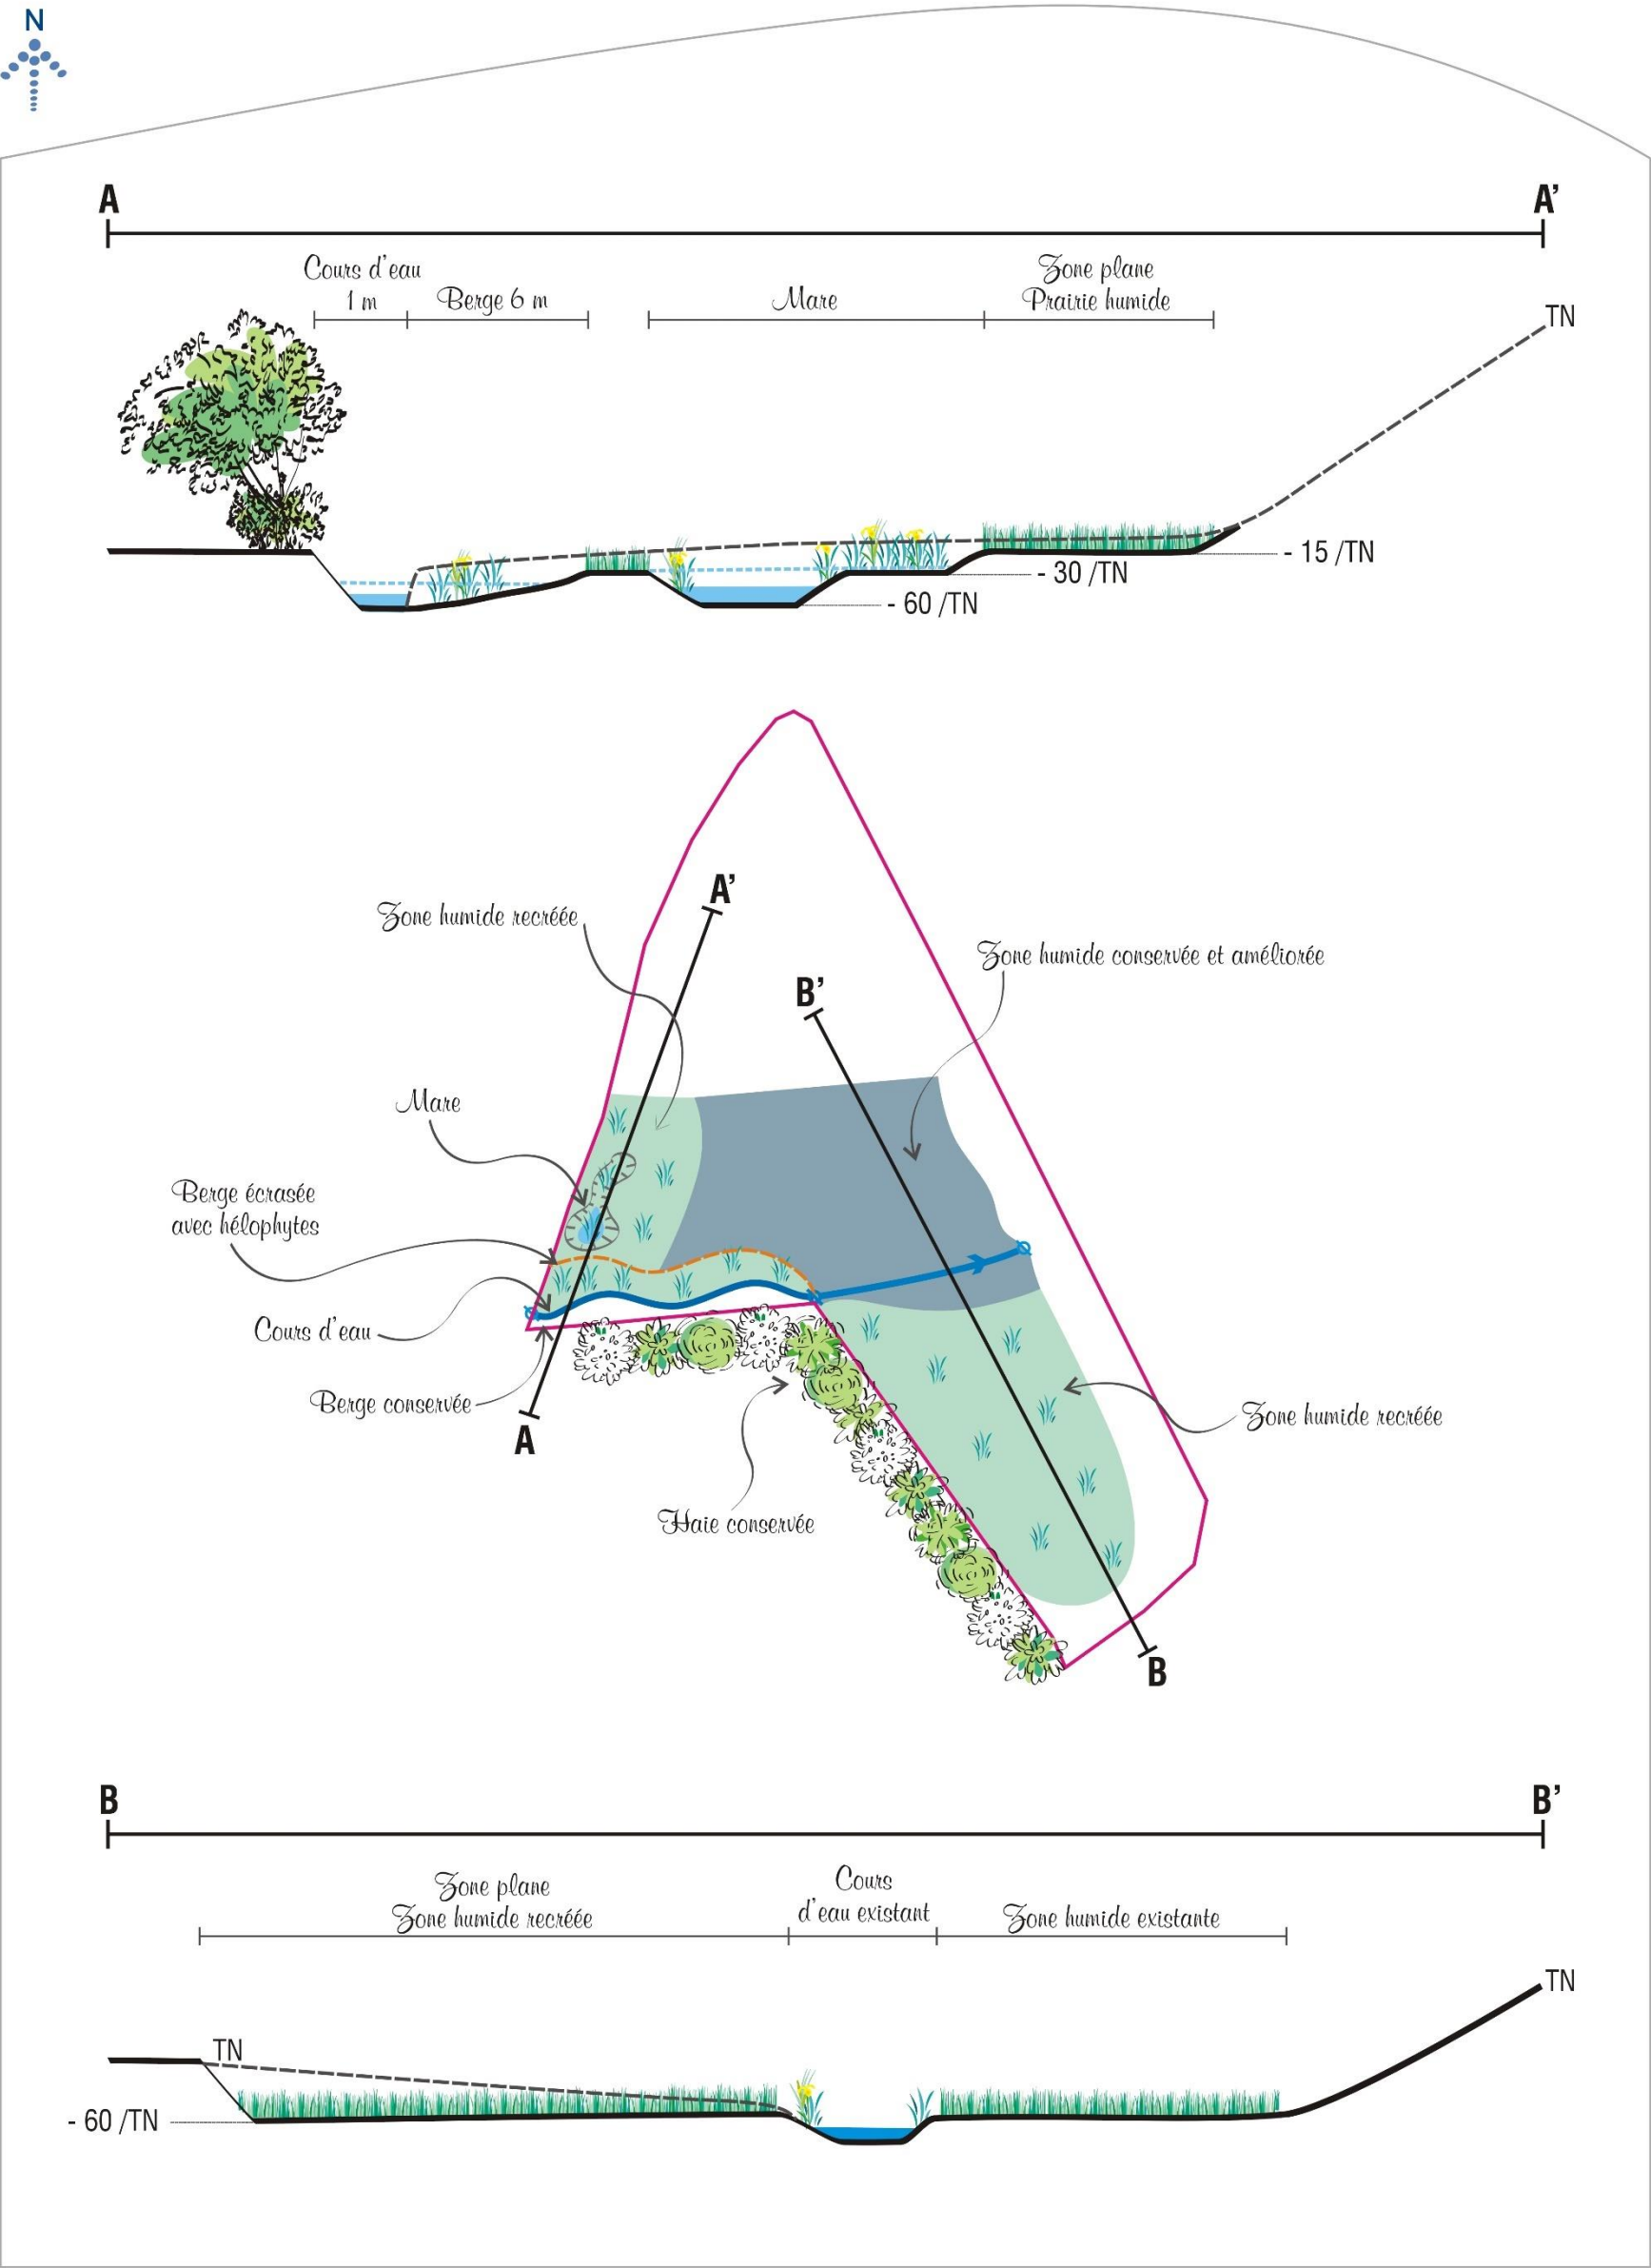 N
A
A’
Cours d’eau
1 m
Berge 6 m
Mare
Zone plane
Prairie humide
TN
- 15 /TN
- 30 /TN
- 60 /TN
A’
Zone humide recréée
Zone humide conservée et améliorée
B’
Mare
Berge écrasée
avec hélophytes
Cours d’eau
Berge conservée
A
Zone humide recréée
Haie conservée
B
B
B’
Zone plane
Zone humide recréée
Cours
d’eau existant
Zone humide existante
TN
TN
- 60 /TN